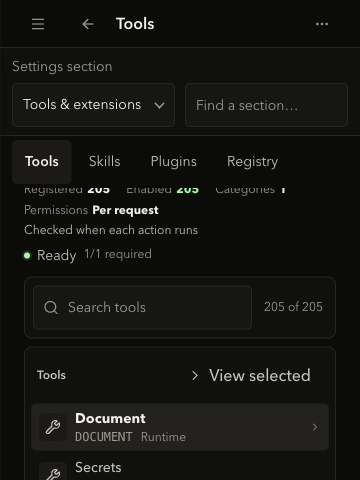 Tools
Settings section
Tools & extensions
Find a section...
Tools Skills Plugins Registry
Registered 205 Enabled 205 Categories 1
Permissions Per request
Checked when each action runs
Ready 1/1 required
Search tools 205 of 205
Tools View selected
Document
DOCUMENT Runtime
Secrets